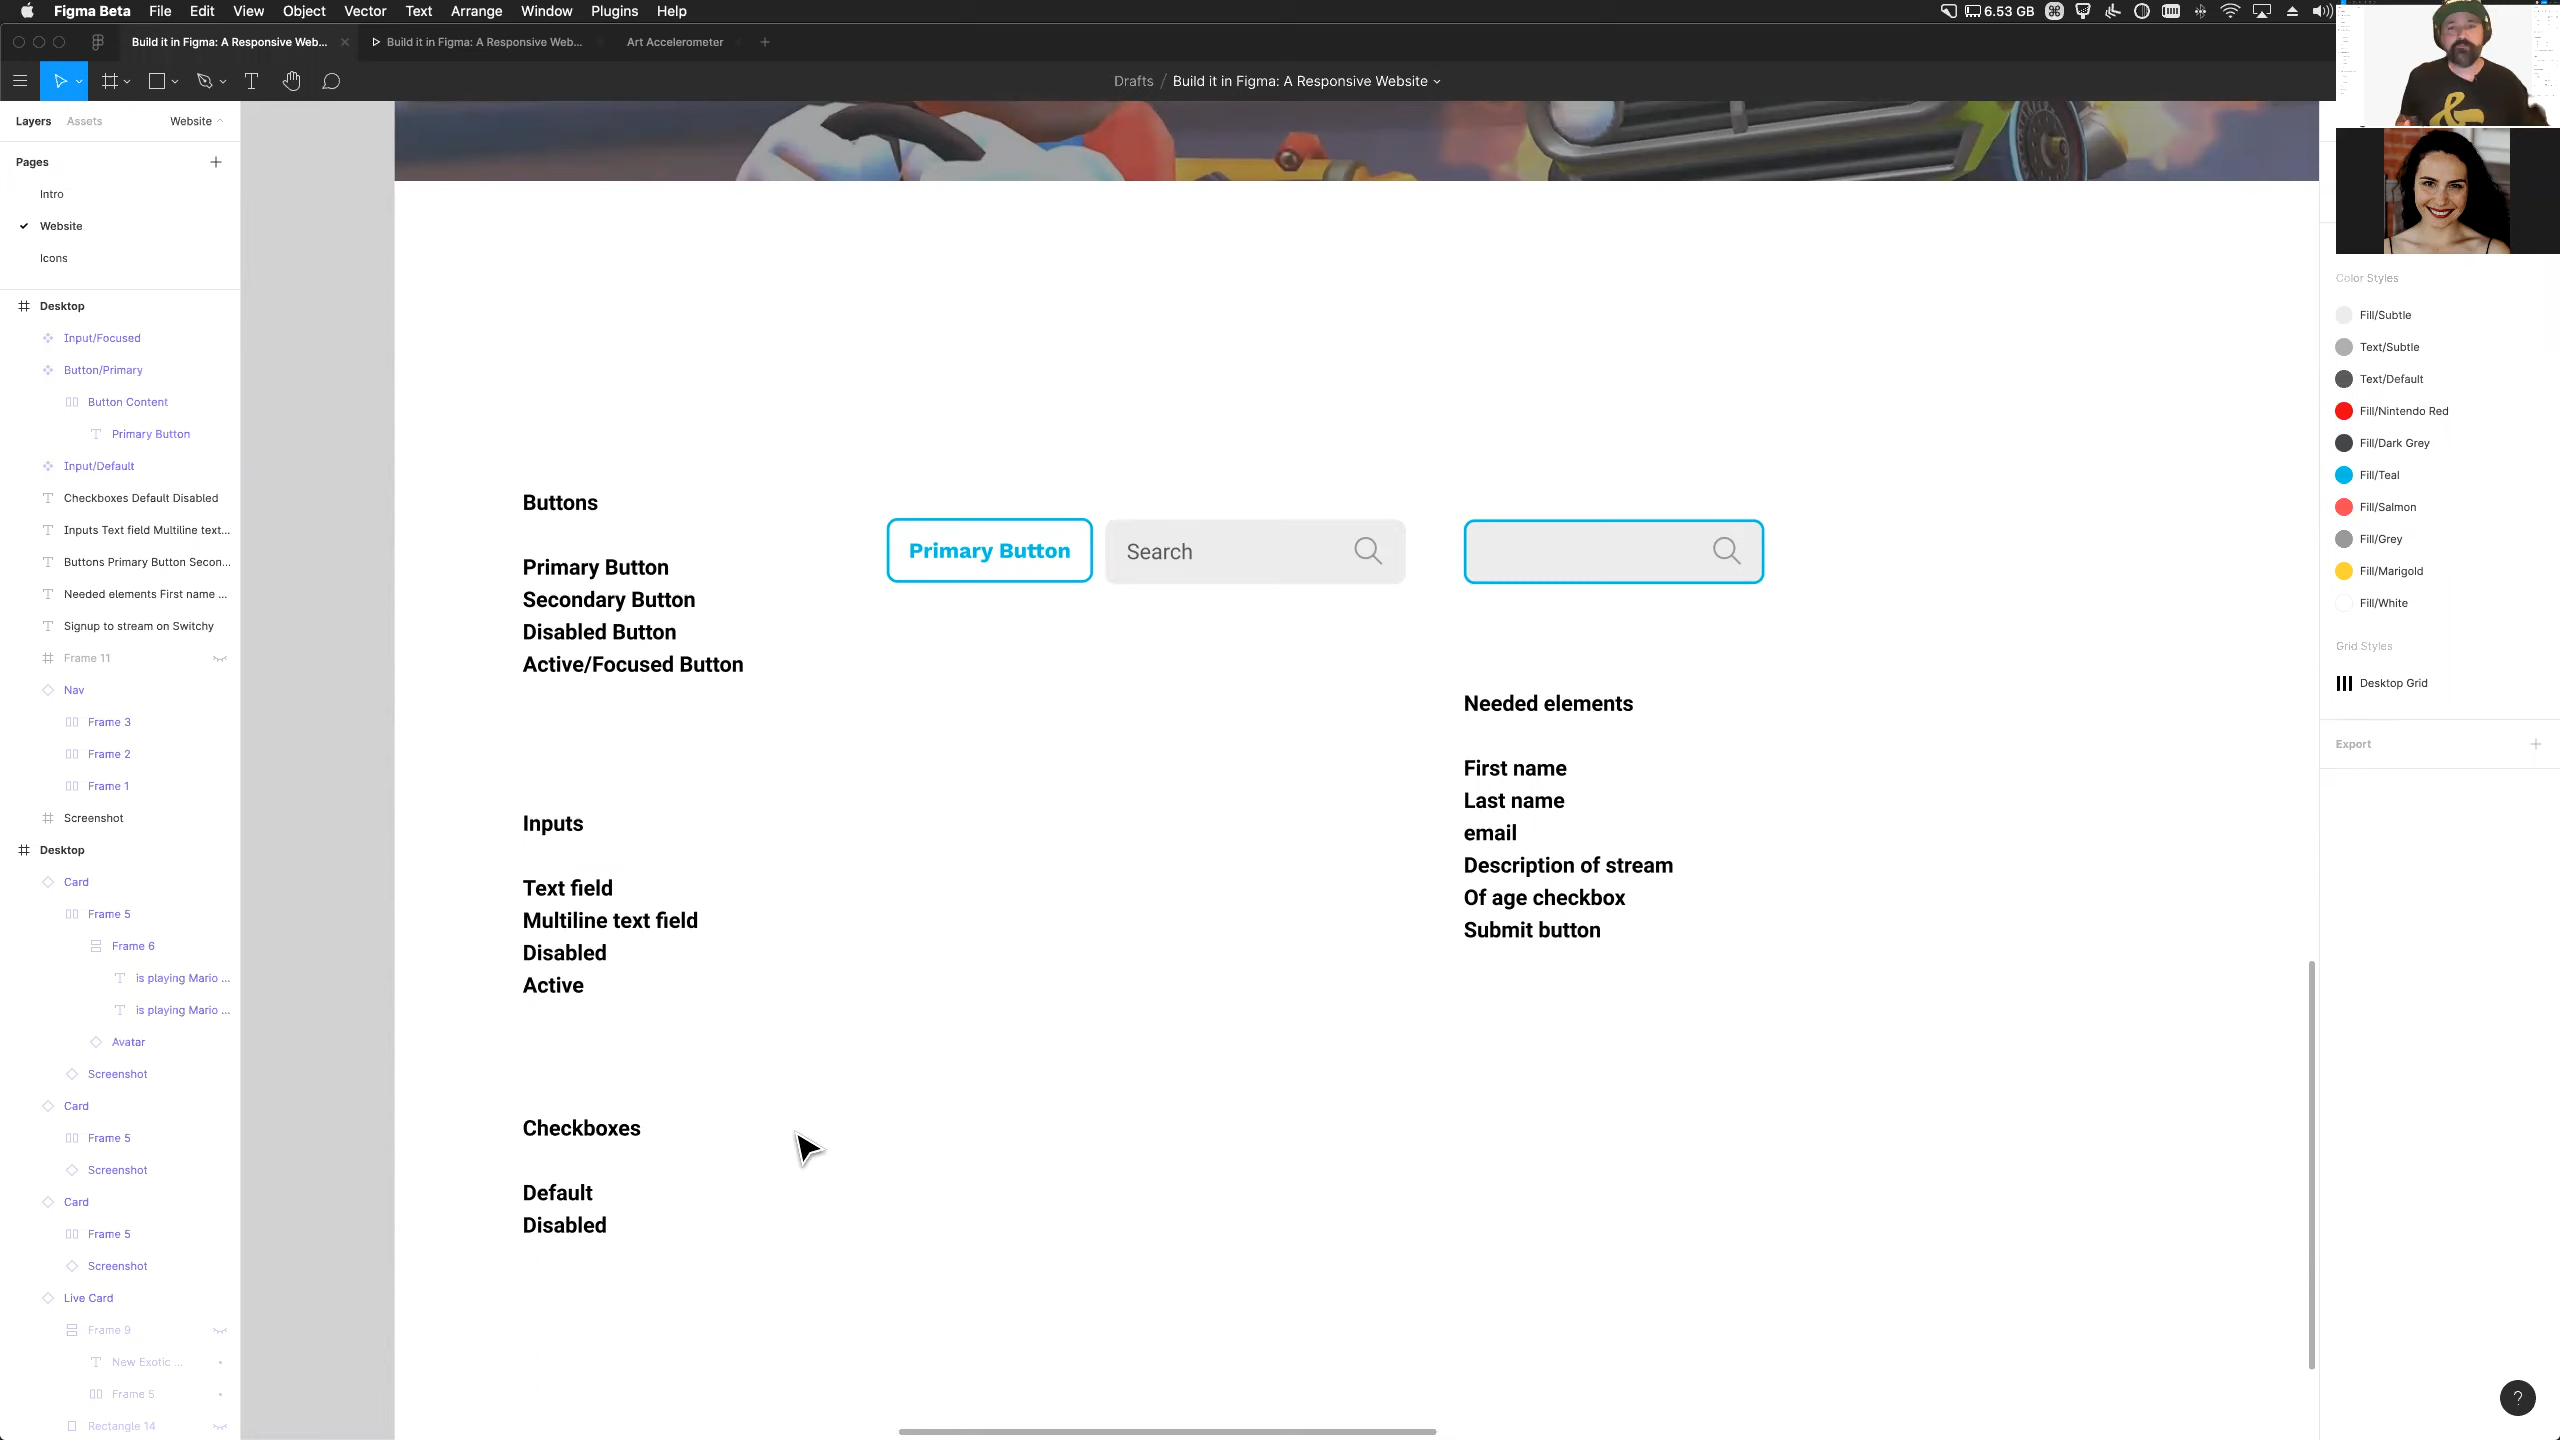 Figma Beta File Edit View Object Vector Text Arrange Window Plugins Help 6.53 GB
Build it in Figma: A Responsive Web... Build it in Figma: A Responsive Web... Art Accelerometer
Drafts / Build it in Figma: A Responsive Website
Layers Assets Website
Pages
Intro
Website
Icons
Desktop
Input/Focused
Button/Primary
Button Content
Primary Button
Input/Default
Checkboxes Default Disabled
Inputs Text field Multiline text...
Buttons Primary Button Secon...
Needed elements First name ...
Signup to stream on Switchy
Frame 11
Nav
Frame 3
Frame 2
Frame 1
Screenshot
Desktop
Card
Frame 5
Frame 6
is playing Mario ...
is playing Mario ...
Avatar
Screenshot
Card
Frame 5
Screenshot
Card
Frame 5
Screenshot
Live Card
Frame 9
New Exotic ...
Frame 5
Rectangle 14
Buttons
Primary Button
Secondary Button
Disabled Button
Active/Focused Button
Inputs
Text field
Multiline text field
Disabled
Active
Checkboxes
Default
Disabled
Primary Button
Search
Needed elements
First name
Last name
email
Description of stream
Of age checkbox
Submit button
Color Styles
Fill/Subtle
Text/Subtle
Text/Default
Fill/Nintendo Red
Fill/Dark Grey
Fill/Teal
Fill/Salmon
Fill/Grey
Fill/Marigold
Fill/White
Grid Styles
Desktop Grid
Export
?
&